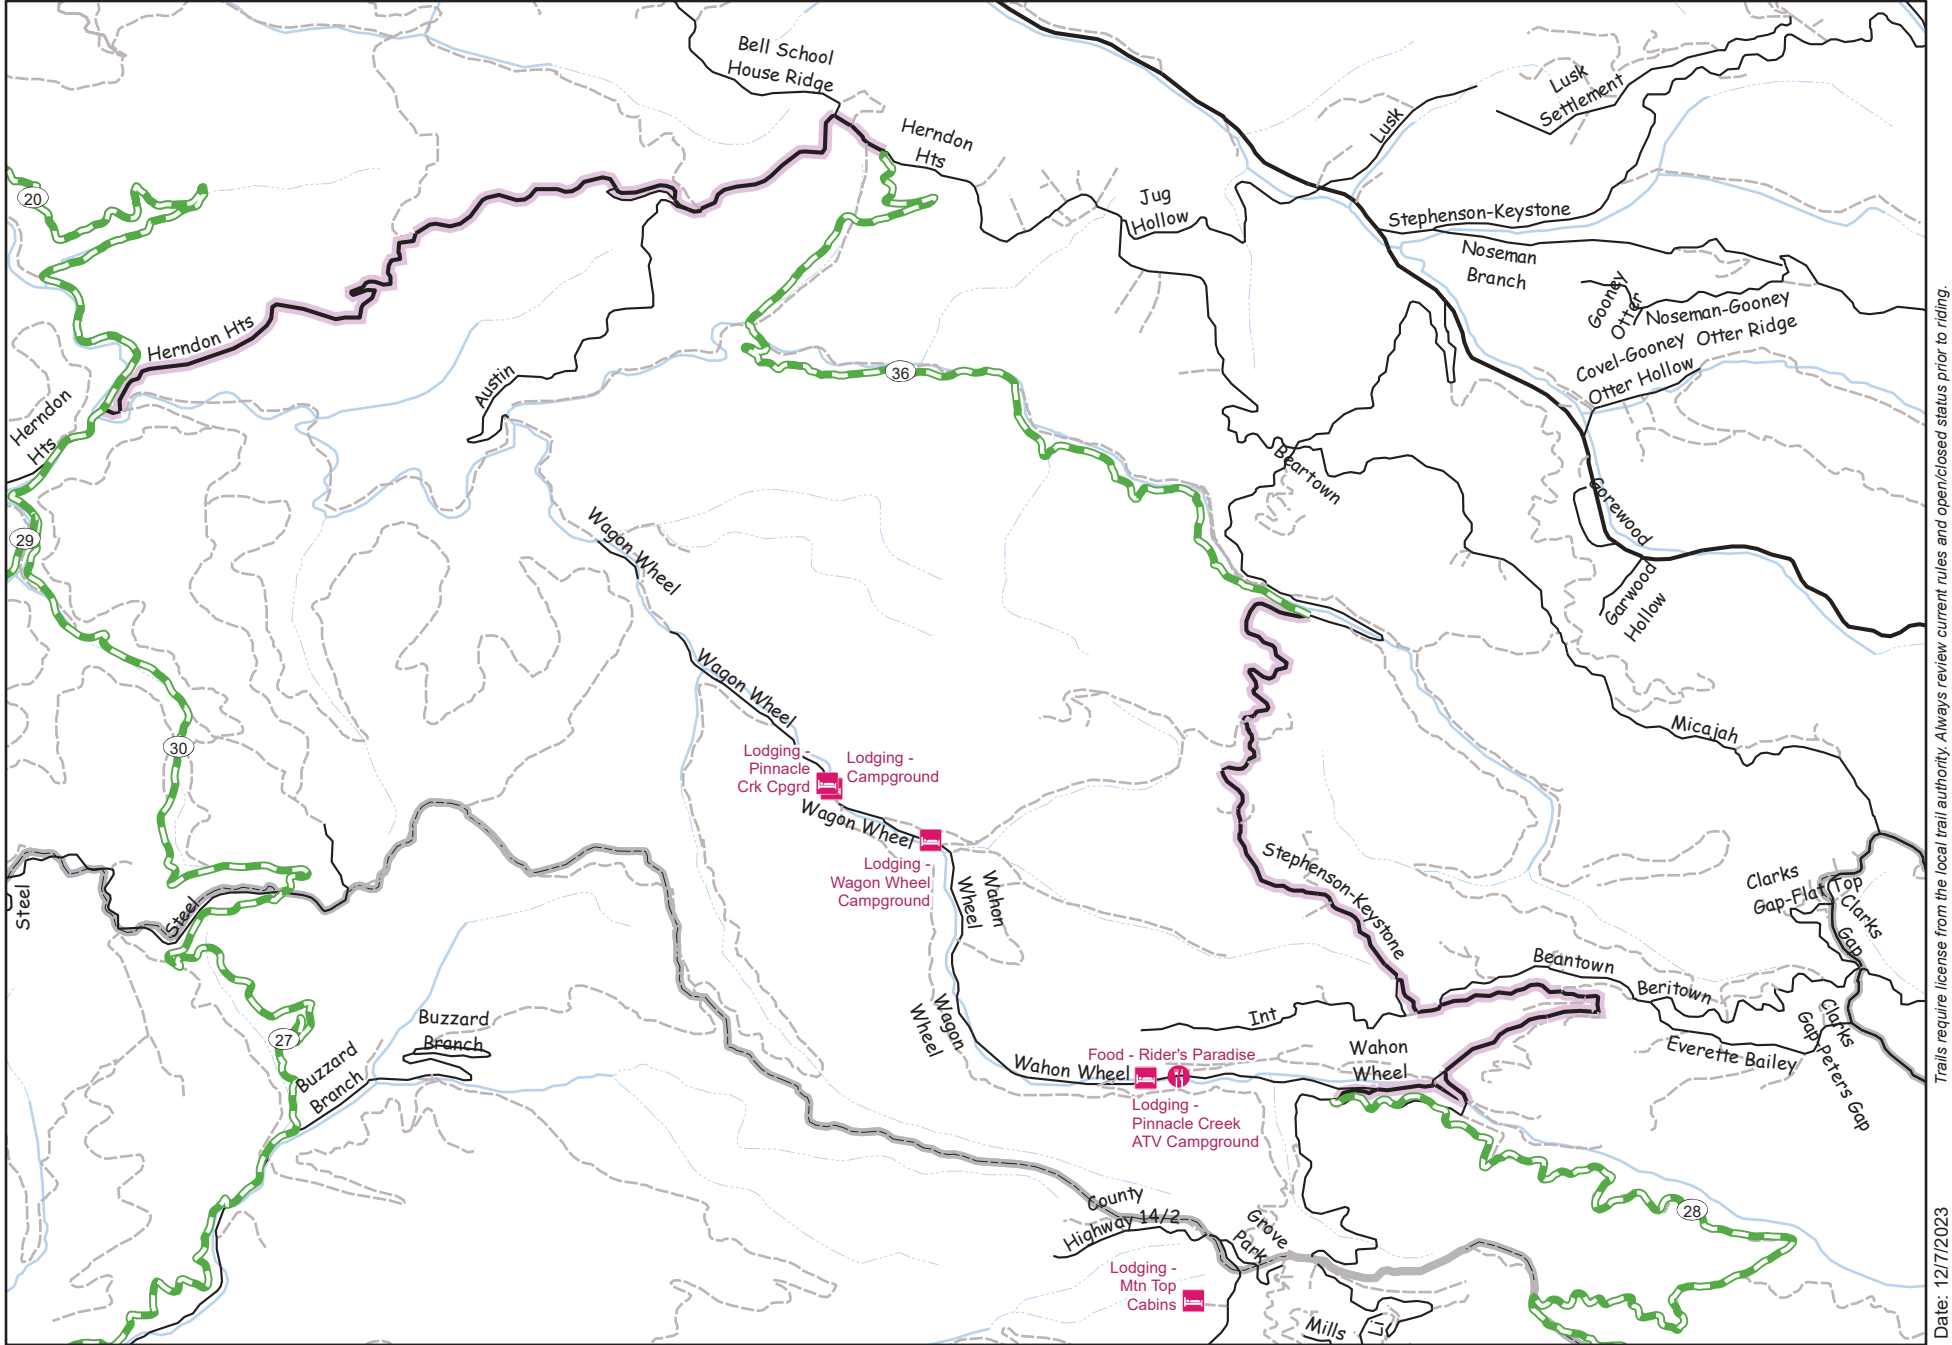 Bell School
House Ridge
Herndon
Hts
Jug
Hollow
Lusk
Lusk
Settlement
Stephenson-Keystone
Noseman
Branch
Gooney
Otter
Noseman-Gooney
Otter Ridge
Covel-Gooney
Otter Hollow
20
Herndon Hts
Herndon
Hts
Austin
36
Beartown
Gorewood
Garwood
Hollow
29
Wagon Wheel
Wagon Wheel
30
Micajah
Lodging -
Pinnacle
Crk Cpgrd
Lodging -
Campground
Wagon Wheel
Lodging -
Wagon Wheel
Campground
Wahon
Wheel
Stephenson-Keystone
Clarks
Gap-Flat Top
Clarks
Gap
Steel
Steel
Beantown
Beritown
Wagon
Wheel
Int
Clarks
Gap-Peters Gap
Everette Bailey
Buzzard
Branch
27
Buzzard
Branch
Wahon Wheel
Food - Rider's Paradise
Wahon
Wheel
Lodging -
Pinnacle Creek
ATV Campground
County
Highway 14/2
Grove
Park
28
Lodging -
Mtn Top
Cabins
Mills
Li
Trails require license from the local trail authority. Always review current rules and open/closed status prior to riding.
Date: 12/7/2023